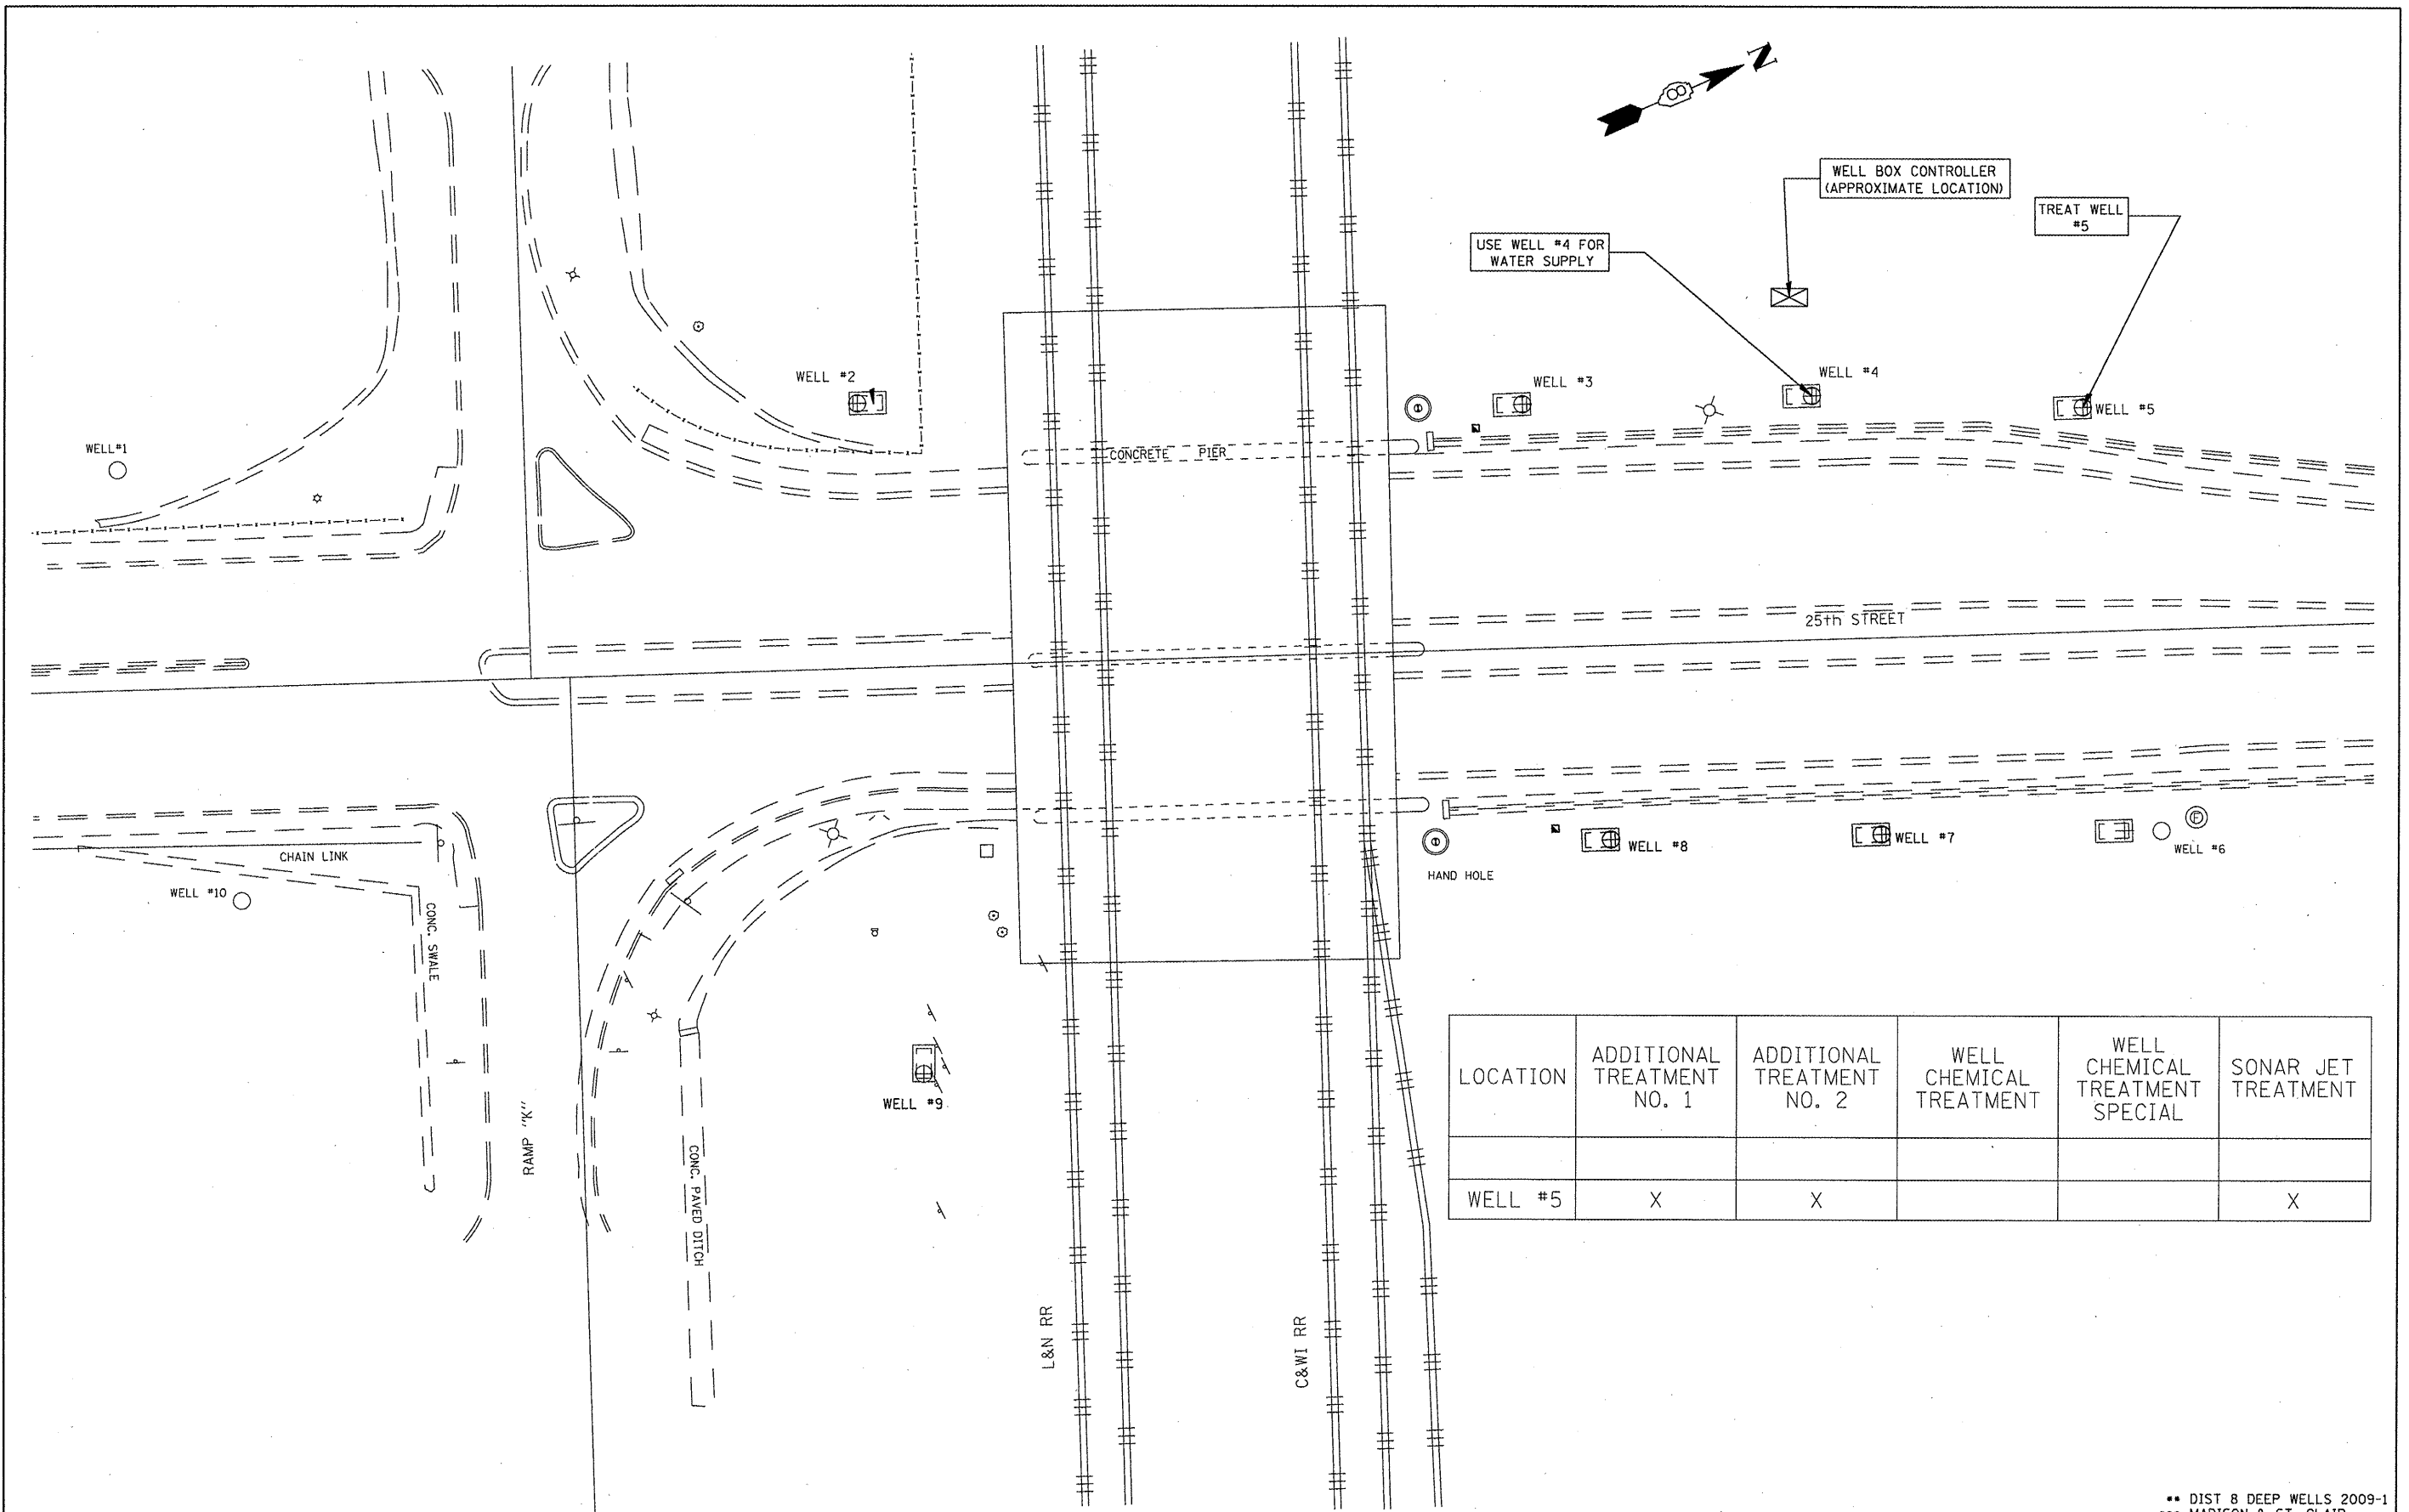 N
8
WELL BOX CONTROLLER
(APPROXIMATE LOCATION)
TREAT WELL
#5
USE WELL #4 FOR
WATER SUPPLY
WELL #2
WELL #3
WELL #4
WELL #5
WELL#1
CONCRETE PIER
25th STREET
CHAIN LINK
WELL #10
CONC. SWALE
WELL #8
WELL #7
WELL #6
F
HAND HOLE
WELL #9
RAMP "K"
CONC. PAVED DITCH
L&N RR
C&WI RR
LOCATION
ADDITIONAL
TREATMENT
NO. 1
ADDITIONAL
TREATMENT
NO. 2
WELL
CHEMICAL
TREATMENT
WELL
CHEMICAL
TREATMENT
SPECIAL
SONAR JET
TREATMENT
WELL #5
X
X
X
** DIST 8 DEEP WELLS 2009-1
*** MADISON & ST. CLAIR